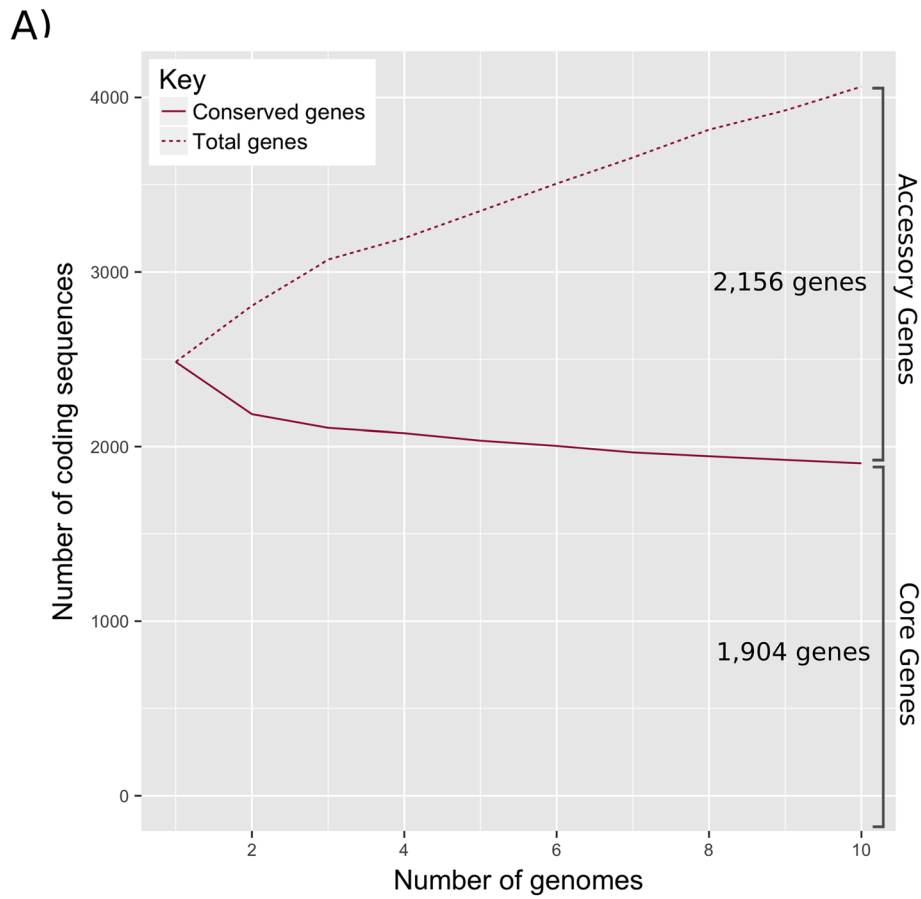 A)
Key
Conserved genes
Total genes
4000
3000
2000
1000
0
Number of coding sequences
2,156 genes
Accessory Genes
1,904 genes
Core Genes
2 4 6 8 10
Number of genomes